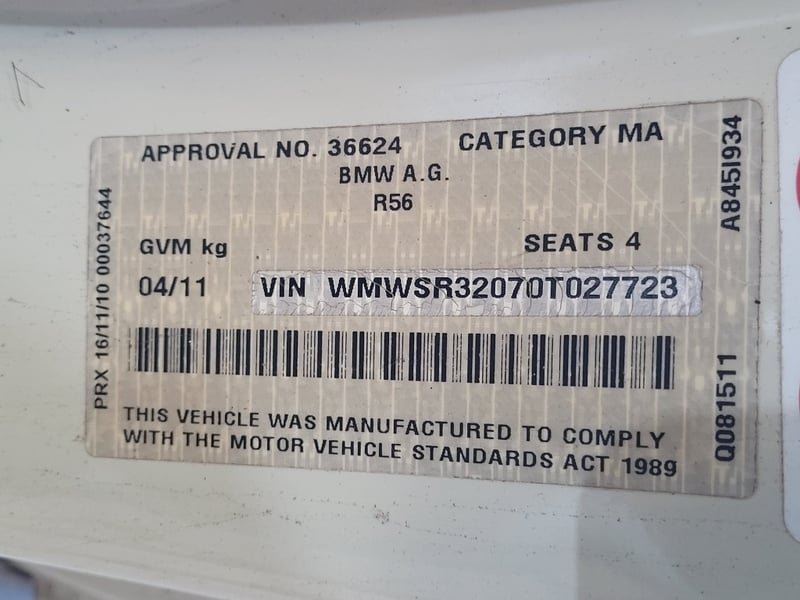 APPROVAL NO. 36624 CATEGORY MA
BMW A.G.
R56
GVM kg SEATS 4
04/11 VIN WMWSR32070T027723
THIS VEHICLE WAS MANUFACTURED TO COMPLY
WITH THE MOTOR VEHICLE STANDARDS ACT 1989
PRX 16/11/10 00037644
Q081511 A845I934